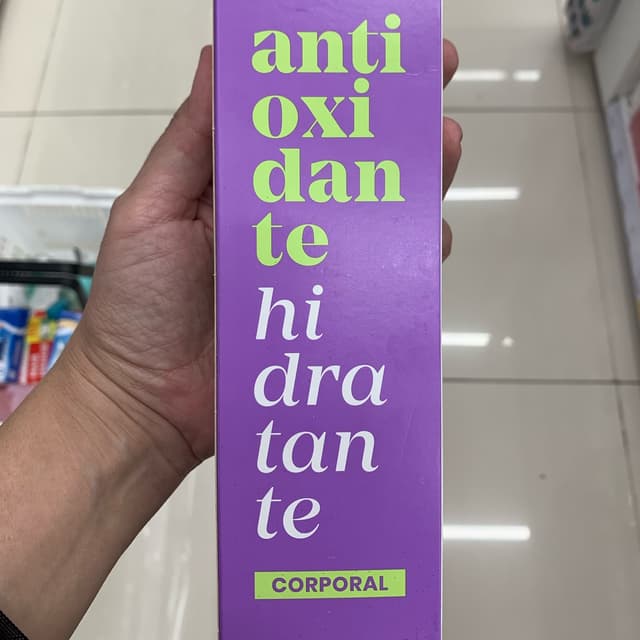 anti
oxi
dan
te
hi
dra
tan
te
CORPORAL